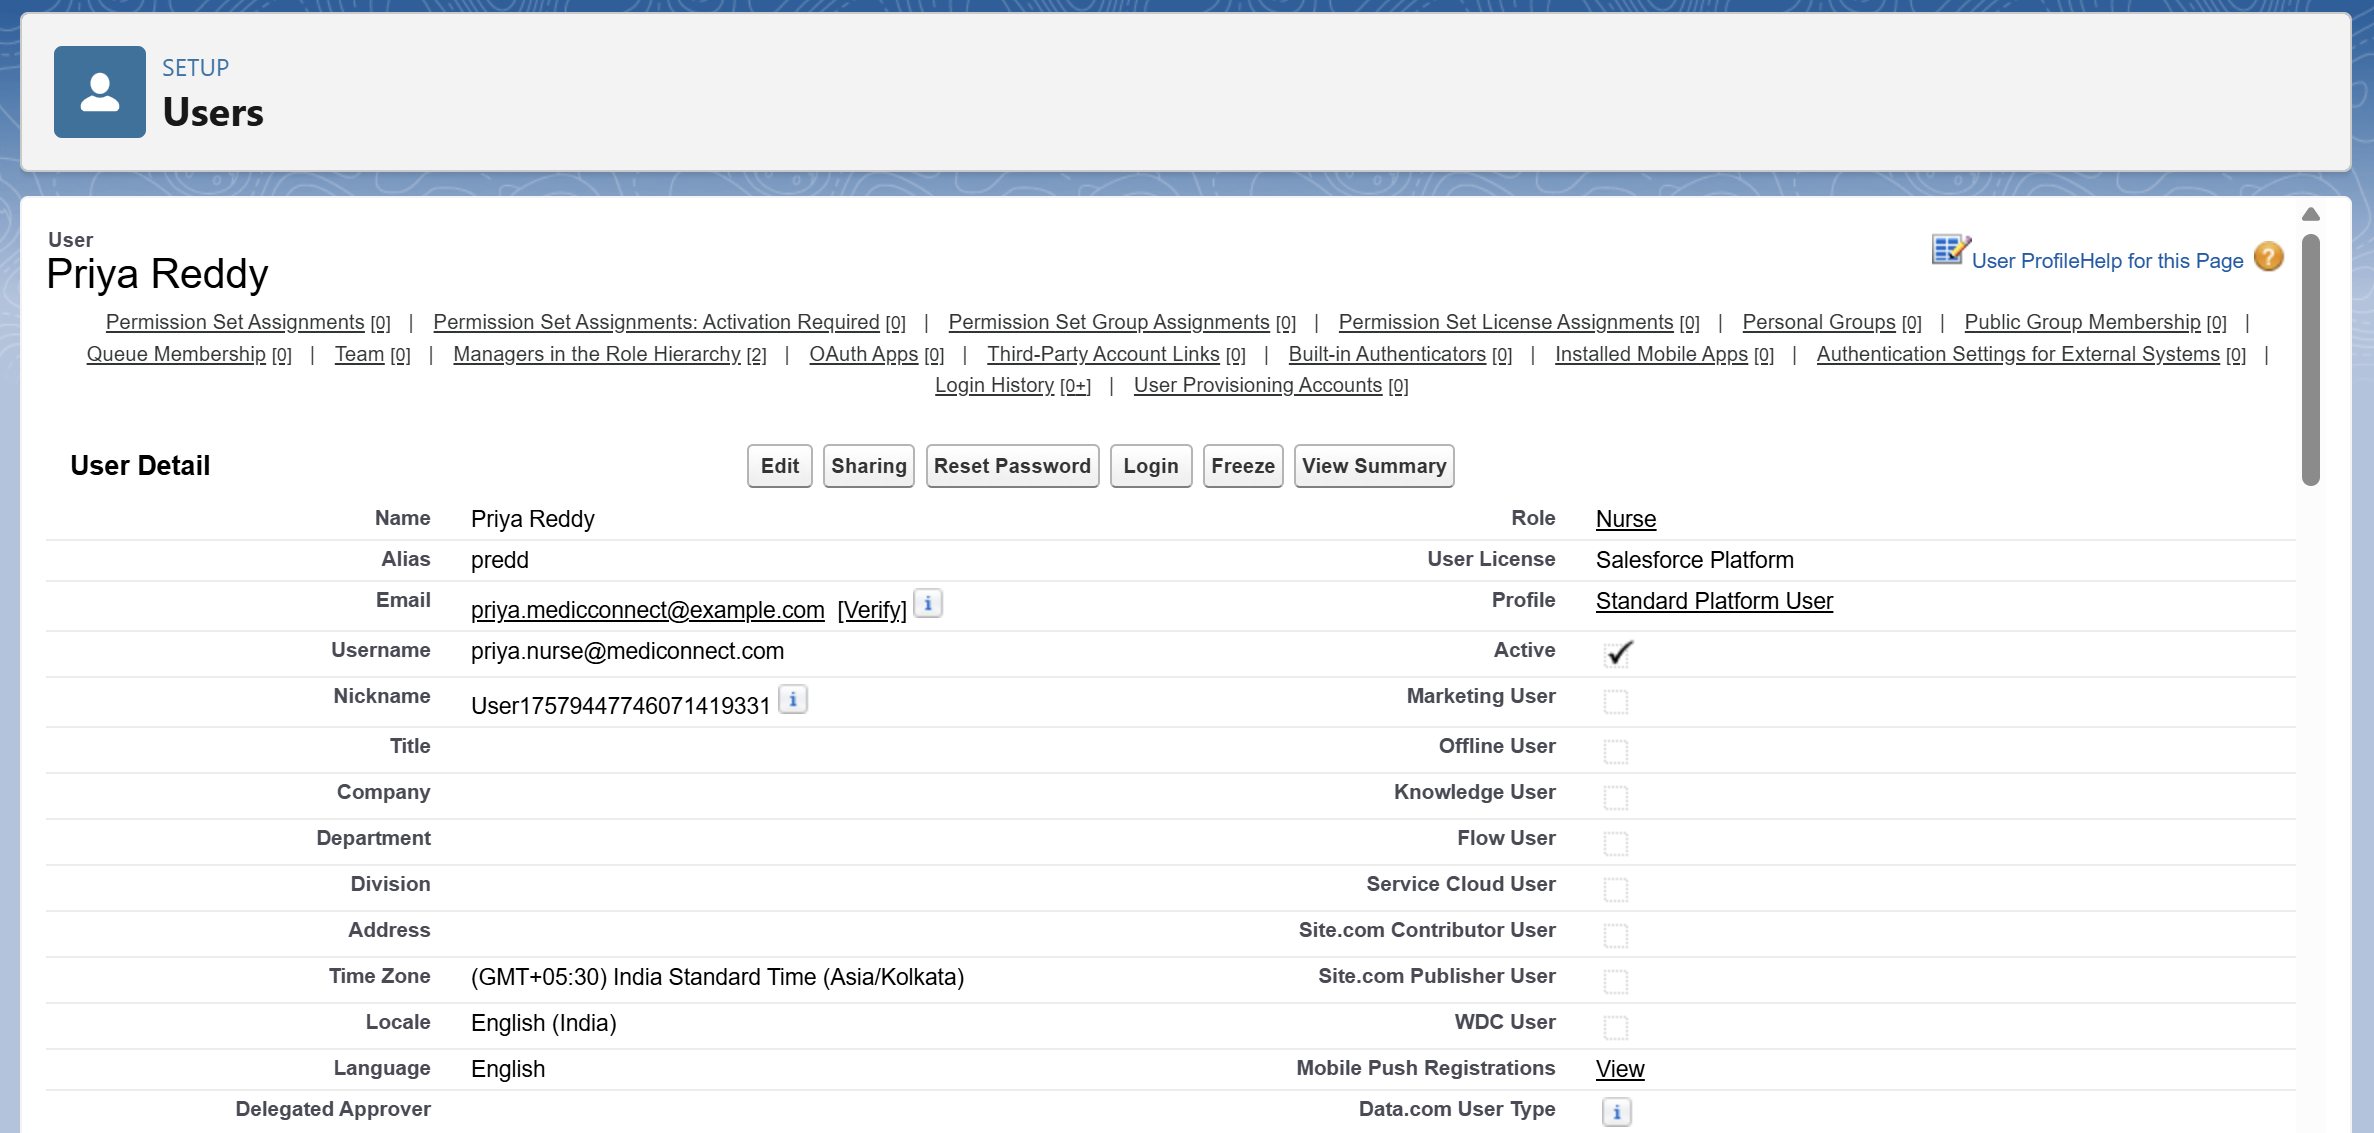 SETUP
Users
User
Priya Reddy
User Profile Help for this Page ?
Permission Set Assignments [0] | Permission Set Assignments: Activation Required [0] | Permission Set Group Assignments [0] | Permission Set License Assignments [0] | Personal Groups [0] | Public Group Membership [0] |
Queue Membership [0] | Team [0] | Managers in the Role Hierarchy [2] | OAuth Apps [0] | Third-Party Account Links [0] | Built-in Authenticators [0] | Installed Mobile Apps [0] | Authentication Settings for External Systems [0] |
Login History [0+] | User Provisioning Accounts [0]
User Detail
Edit Sharing Reset Password Login Freeze View Summary
Name Priya Reddy Role Nurse
Alias predd User License Salesforce Platform
Email priya.medicconnect@example.com [Verify] i Profile Standard Platform User
Username priya.nurse@mediconnect.com Active
Nickname User17579447746071419331 i Marketing User
Title Offline User
Company Knowledge User
Department Flow User
Division Service Cloud User
Address Site.com Contributor User
Time Zone (GMT+05:30) India Standard Time (Asia/Kolkata) Site.com Publisher User
Locale English (India) WDC User
Language English Mobile Push Registrations View
Delegated Approver Data.com User Type i